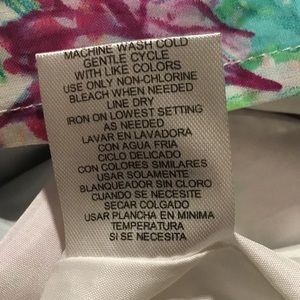 MACHINE WASH COLD
GENTLE CYCLE
WITH LIKE COLORS
USE ONLY NON-CHLORINE
BLEACH WHEN NEEDED
LINE DRY
IRON ON LOWEST SETTING
AS NEEDED
LAVAR EN LAVADORA
CON AGUA FRIA
CICLO DELICADO
CON COLORES SIMILARES
USAR SOLAMENTE
BLANQUEADOR SIN CLORO
CUANDO SE NECESITE
SECAR COLGADO
USAR PLANCHA EN MINIMA
TEMPERATURA
SI SE NECESITA